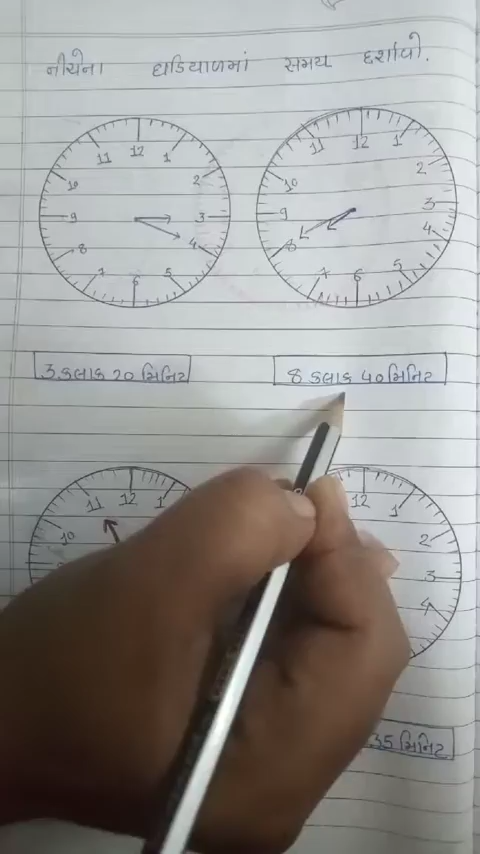 નીચેના ઘડિયાળમાં સમય દર્શાવો.
12 1 2 3 4 5 6 7 8 9 10 11
12 1 2 3 4 5 6 7 8 9 10 11
3 કલાક 20 મિનિટ
8 કલાક 40 મિનિટ
12 1 10 11
12 1 2 3 4
35 મિનિટ